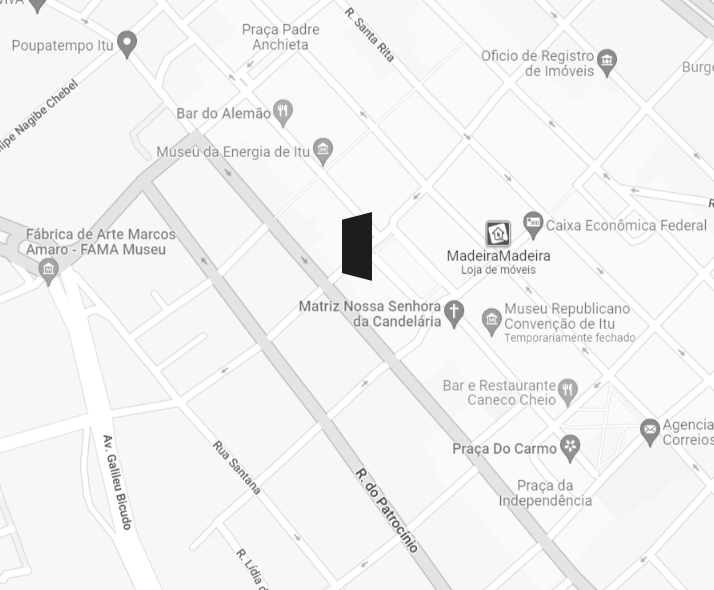 Praça Padre
Anchieta
R. Santa Rita
Poupatempo Itu
Oficio de Registro
de Imóveis
Bar do Alemão
Museu da Energia de Itu
Fábrica de Arte Marcos
Amaro - FAMA Museu
Caixa Econômica Federal
MadeiraMadeira
Loja de móveis
Matriz Nossa Senhora
da Candelária
Museu Republicano
Convenção de Itu
Temporariamente fechado
Bar e Restaurante
Caneco Cheio
Agencia
Correios
Praça Do Carmo
Praça da
Independência
Av. Galileu Bicudo
Rua Santana
R. do Patrocínio
R. Lídia
Nagibe Chebel